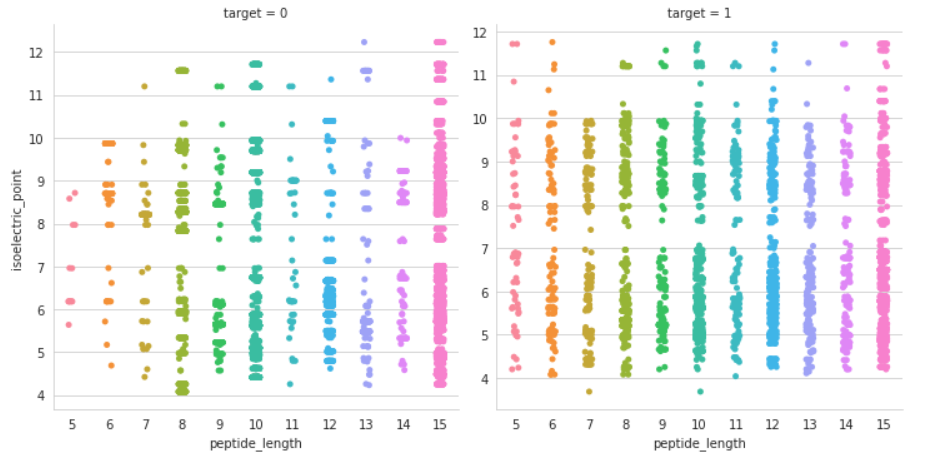 target = 0
target = 1
isoelectric_point
12
11
10
9
8
7
6
5
4
12
11
10
9
8
7
6
5
4
5 6 7 8 9 10 11 12 13 14 15
5 6 7 8 9 10 11 12 13 14 15
peptide_length
peptide_length